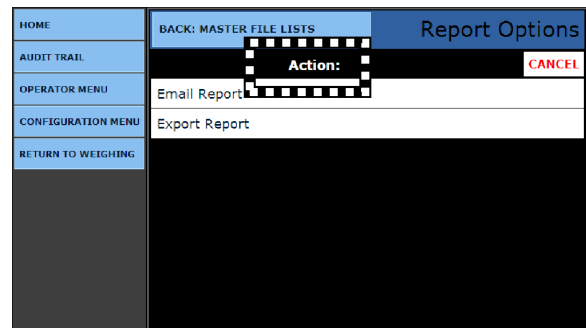 HOME
AUDIT TRAIL
OPERATOR MENU
CONFIGURATION MENU
RETURN TO WEIGHING
BACK: MASTER FILE LISTS
Report Options
Action:
CANCEL
Email Report
Export Report